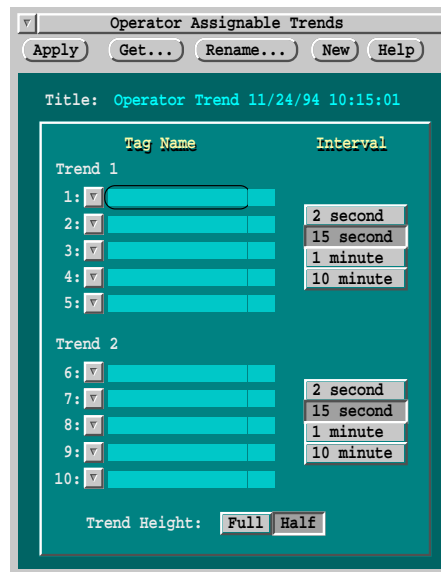 Operator Assignable Trends
Apply Get... Rename... New Help
Title: Operator Trend 11/24/94 10:15:01
Tag Name Interval
Trend 1
1:
2:
3:
4:
5:
2 second
15 second
1 minute
10 minute
Trend 2
6:
7:
8:
9:
10:
2 second
15 second
1 minute
10 minute
Trend Height: Full Half